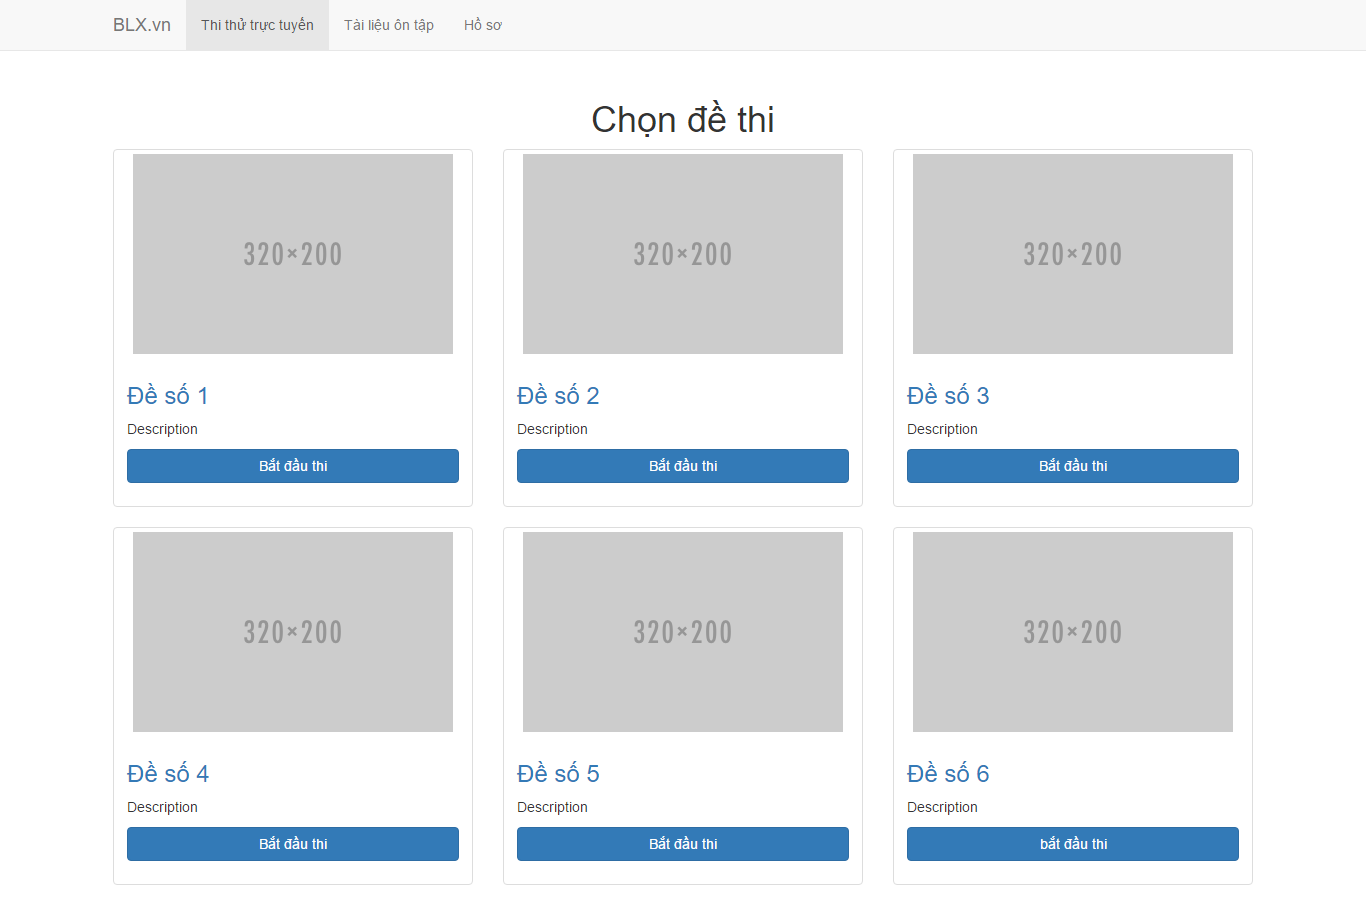 BLX.vn Thi thử trực tuyến Tài liệu ôn tập Hồ sơ
Chọn đề thi
320×200 320×200 320×200
Đề số 1 Đề số 2 Đề số 3
Description Description Description
Bắt đầu thi Bắt đầu thi Bắt đầu thi
320×200 320×200 320×200
Đề số 4 Đề số 5 Đề số 6
Description Description Description
Bắt đầu thi Bắt đầu thi bắt đầu thi